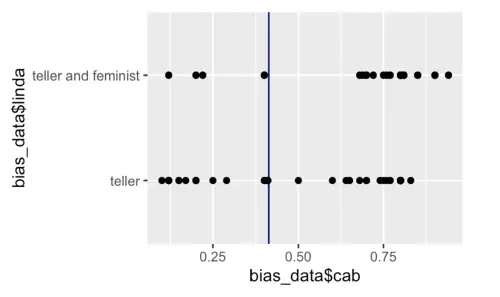 bias_data$linda
teller and feminist
teller
0.25 0.50 0.75
bias_data$cab